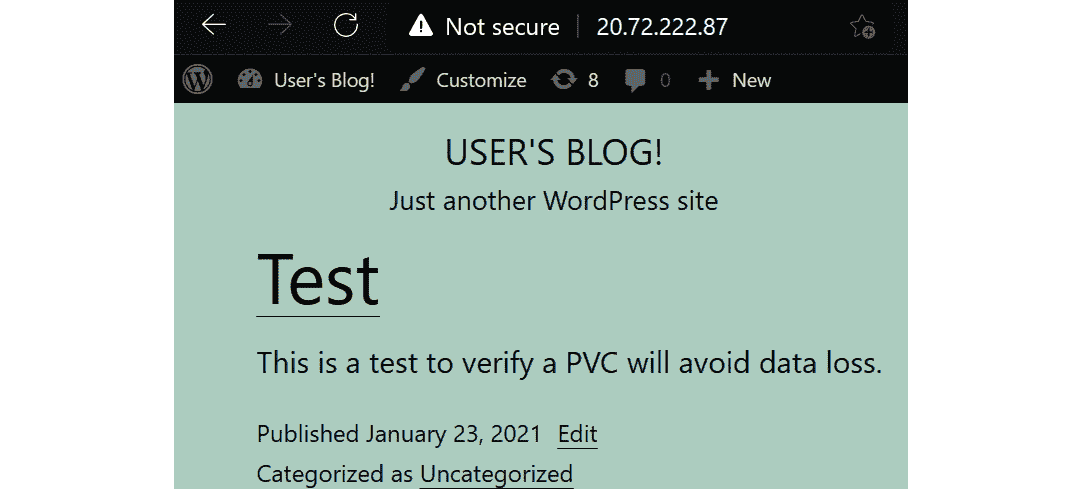 Not secure | 20.72.222.87
User's Blog! Customize 8 0 New
USER'S BLOG!
Just another WordPress site
Test
This is a test to verify a PVC will avoid data loss.
Published January 23, 2021 Edit
Categorized as Uncategorized